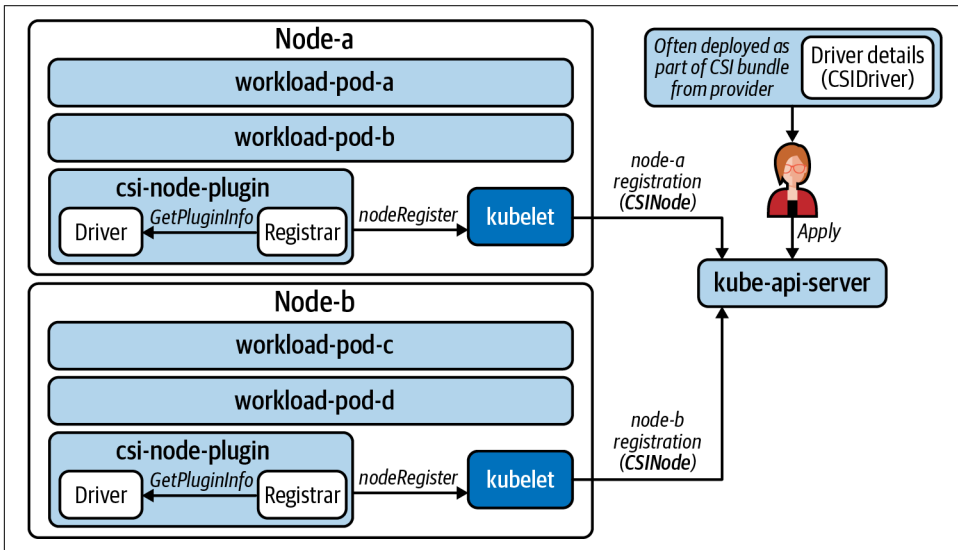 Node-a
workload-pod-a
workload-pod-b
csi-node-plugin
GetPluginInfo
Driver
Registrar
nodeRegister
kubelet
node-a
registration
(CSINode)
Often deployed as
part of CSI bundle
from provider
Driver details
(CSIDriver)
Apply
kube-api-server
Node-b
workload-pod-c
workload-pod-d
csi-node-plugin
GetPluginInfo
Driver
Registrar
nodeRegister
kubelet
node-b
registration
(CSINode)